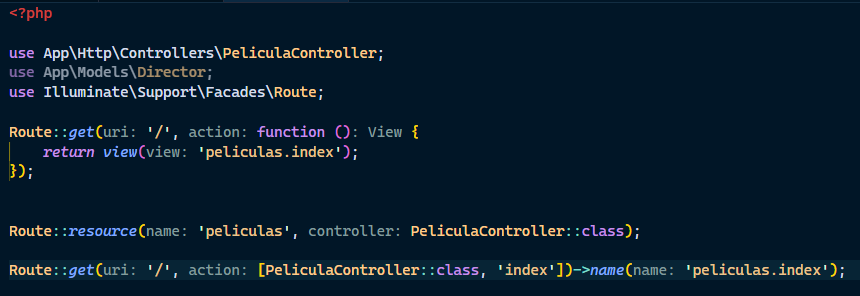 <?php
use App\Http\Controllers\PeliculaController;
use App\Models\Director;
use Illuminate\Support\Facades\Route;
Route::get(uri: '/', action: function (): View {
    return view(view: 'peliculas.index');
});
Route::resource(name: 'peliculas', controller: PeliculaController::class);
Route::get(uri: '/', action: [PeliculaController::class, 'index'])->name(name: 'peliculas.index');